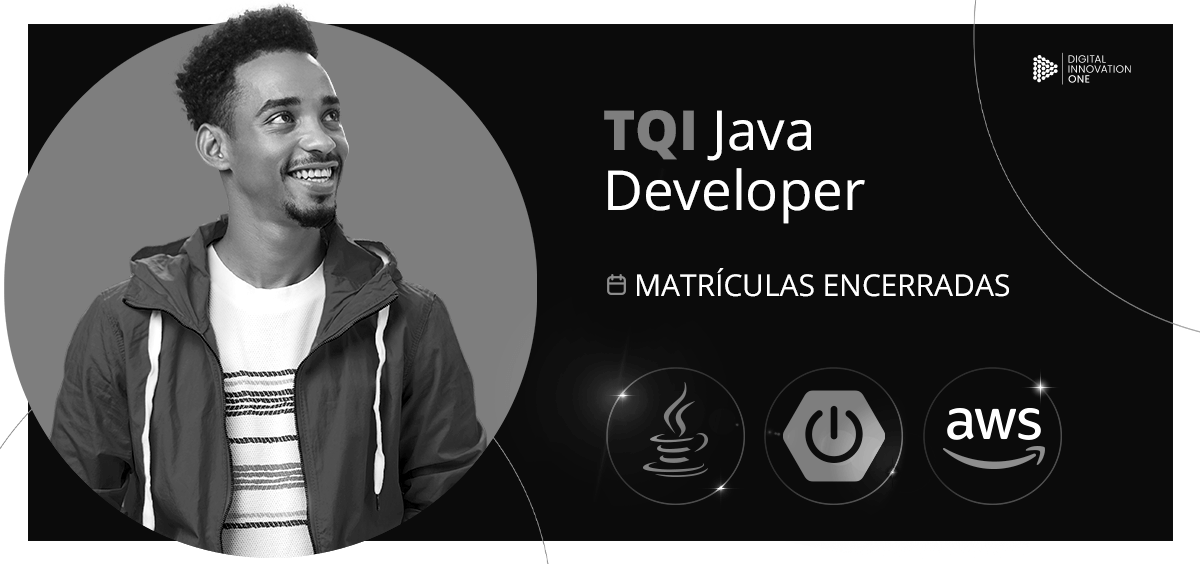 DIGITAL
INNOVATION
ONE
TQI Java
Developer
MATRÍCULAS ENCERRADAS
aws